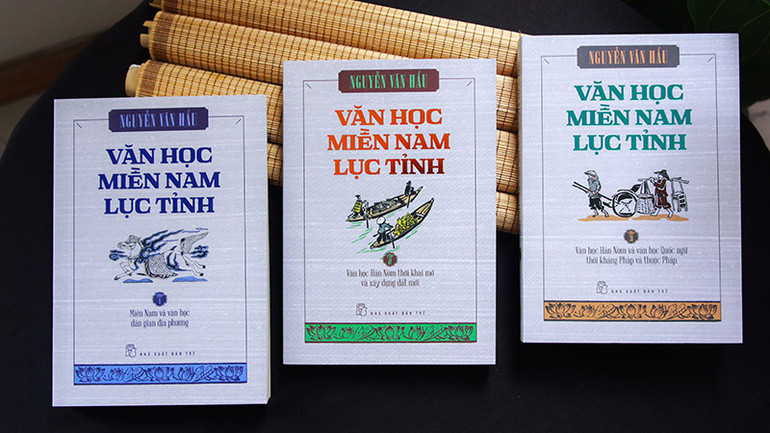 NGUYỄN VĂN HẦU
VĂN HỌC
MIỀN NAM
LỤC TỈNH
1
Miền Nam và văn học
dân gian địa phương
NHÀ XUẤT BẢN TRẺ
NGUYỄN VĂN HẦU
VĂN HỌC
MIỀN NAM
LỤC TỈNH
2
Văn học Hán Nôm thời khai mở
và xây dựng đất mới
NHÀ XUẤT BẢN TRẺ
NGUYỄN VĂN HẦU
VĂN HỌC
MIỀN NAM
LỤC TỈNH
3
Văn học Hán Nôm và văn học Quốc ngữ
thời kháng Pháp và thuộc Pháp
NHÀ XUẤT BẢN TRẺ